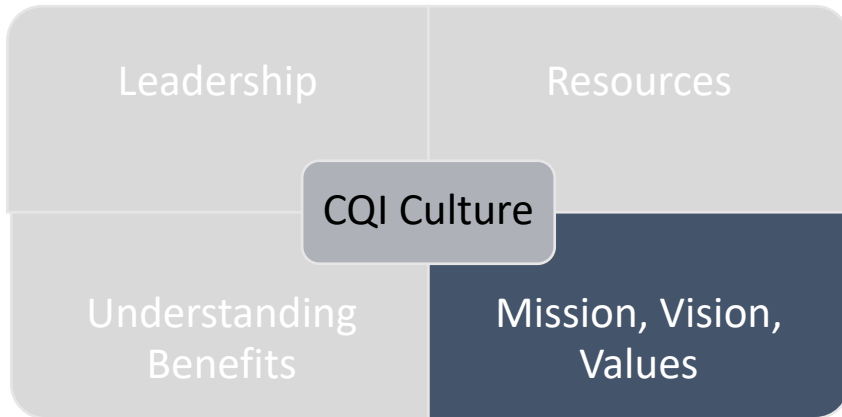 Leadership
Resources
CQI Culture
Understanding
Benefits
Mission, Vision,
Values